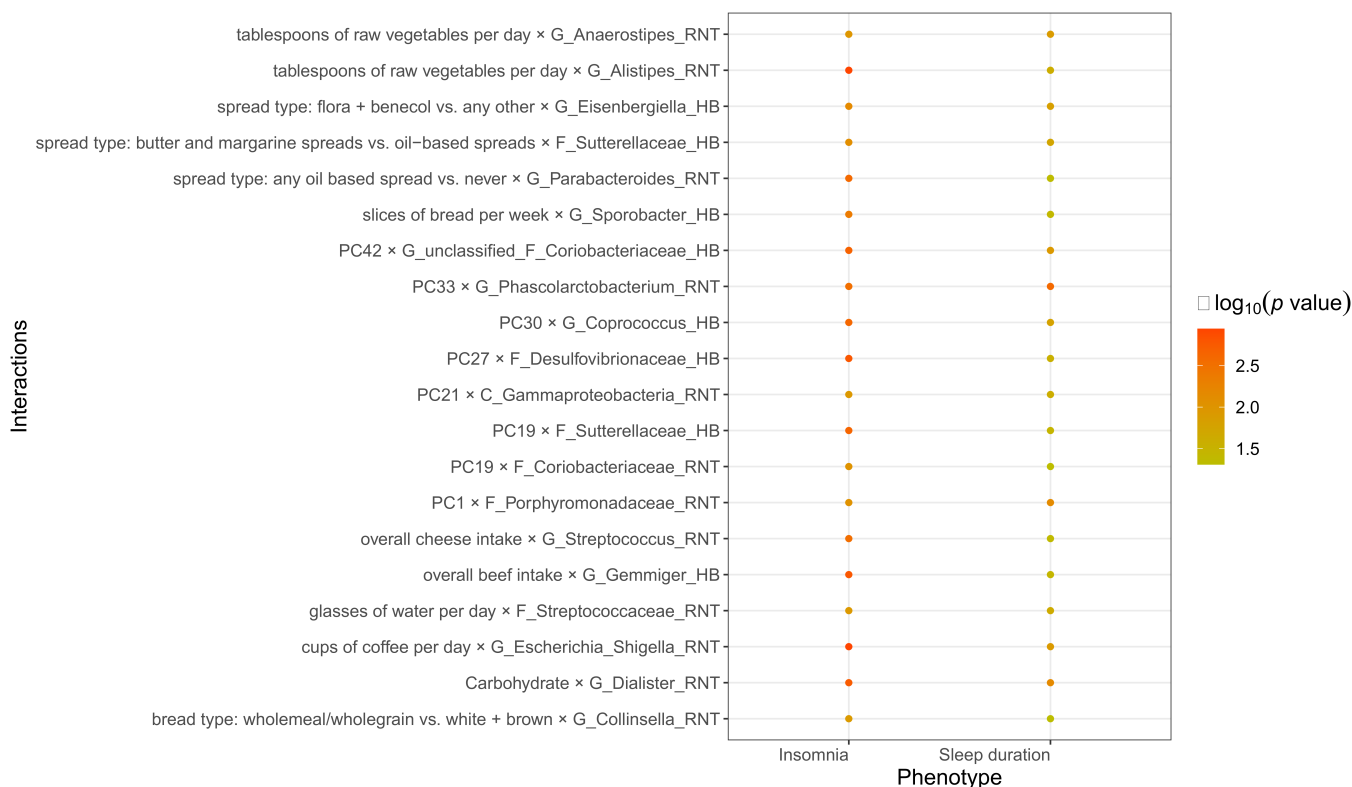 tablespoons of raw vegetables per day × G_Anaerostipes_RNT
tablespoons of raw vegetables per day × G_Alistipes_RNT
spread type: flora + benecol vs. any other × G_Eisenbergiella_HB
spread type: butter and margarine spreads vs. oil−based spreads × F_Sutterellaceae_HB
spread type: any oil based spread vs. never × G_Parabacteroides_RNT
slices of bread per week × G_Sporobacter_HB
PC42 × G_unclassified_F_Coriobacteriaceae_HB
PC33 × G_Phascolarctobacterium_RNT
PC30 × G_Coprococcus_HB
PC27 × F_Desulfovibrionaceae_HB
PC21 × C_Gammaproteobacteria_RNT
PC19 × F_Sutterellaceae_HB
PC19 × F_Coriobacteriaceae_RNT
PC1 × F_Porphyromonadaceae_RNT
overall cheese intake × G_Streptococcus_RNT
overall beef intake × G_Gemmiger_HB
glasses of water per day × F_Streptococcaceae_RNT
cups of coffee per day × G_Escherichia_Shigella_RNT
Carbohydrate × G_Dialister_RNT
bread type: wholemeal/wholegrain vs. white + brown × G_Collinsella_RNT
Interactions
Insomnia
Sleep duration
Phenotype
log10(p value)
2.5
2.0
1.5